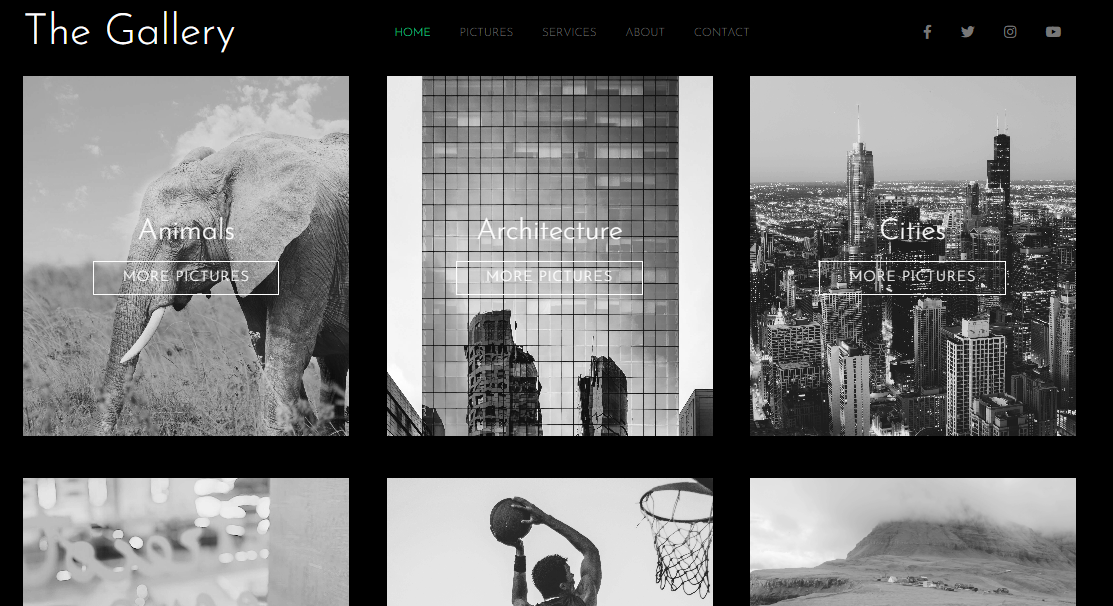 The Gallery
HOME PICTURES SERVICES ABOUT CONTACT
Animals
MORE PICTURES
Architecture
MORE PICTURES
Cities
MORE PICTURES